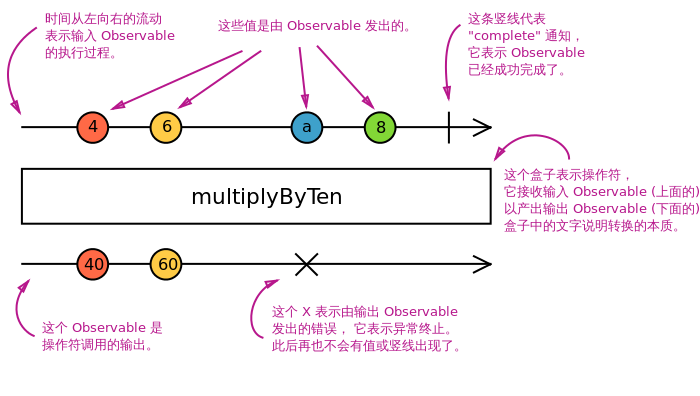 时间从左向右的流动
表示输入 Observable
的执行过程。
这些值是由 Observable 发出的。
这条竖线代表
"complete" 通知，
它表示 Observable
已经成功完成了。
4
6
a
8
这个盒子表示操作符，
它接收输入 Observable (上面的)
以产出输出 Observable (下面的)
盒子中的文字说明转换的本质。
multiplyByTen
40
60
这个 Observable 是
操作符调用的输出。
这个 X 表示由输出 Observable
发出的错误， 它表示异常终止。
此后再也不会有值或竖线出现了。